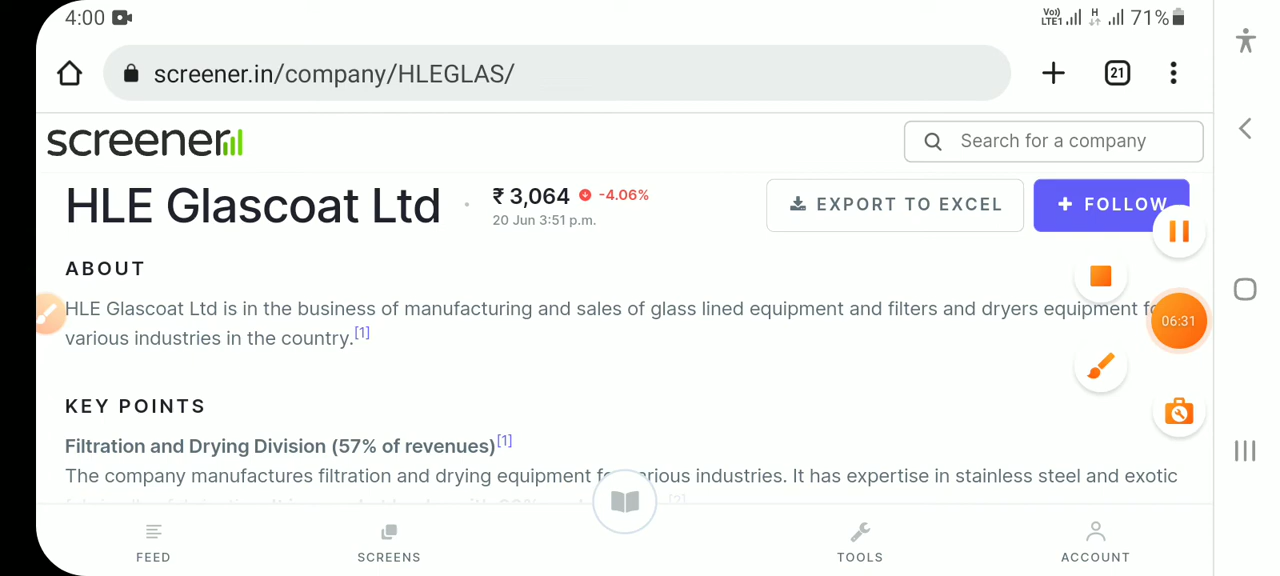 4:00
Vo)) LTE1 H 71%
screener.in/company/HLEGLAS/
21
screener
Search for a company
HLE Glascoat Ltd
₹ 3,064 -4.06%
20 Jun 3:51 p.m.
EXPORT TO EXCEL
+ FOLLOW
ABOUT
HLE Glascoat Ltd is in the business of manufacturing and sales of glass lined equipment and filters and dryers equipment
various industries in the country.[1]
06:31
KEY POINTS
Filtration and Drying Division (57% of revenues)[1]
The company manufactures filtration and drying equipment industries. It has expertise in stainless steel and exotic
[2]
FEED
SCREENS
TOOLS
ACCOUNT